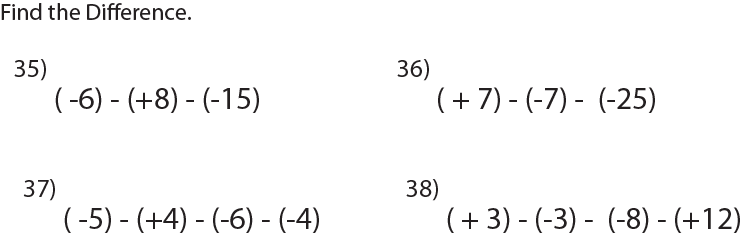 Find the Difference.
35) 36)
( -6) - (+8) - (-15) ( + 7) - (-7) -  (-25)
37) 38)
( -5) - (+4) - (-6) - (-4) ( + 3) - (-3) -  (-8) - (+12)